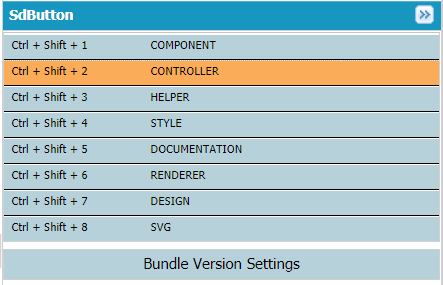 SdButton
Ctrl + Shift + 1 COMPONENT
Ctrl + Shift + 2 CONTROLLER
Ctrl + Shift + 3 HELPER
Ctrl + Shift + 4 STYLE
Ctrl + Shift + 5 DOCUMENTATION
Ctrl + Shift + 6 RENDERER
Ctrl + Shift + 7 DESIGN
Ctrl + Shift + 8 SVG
Bundle Version Settings